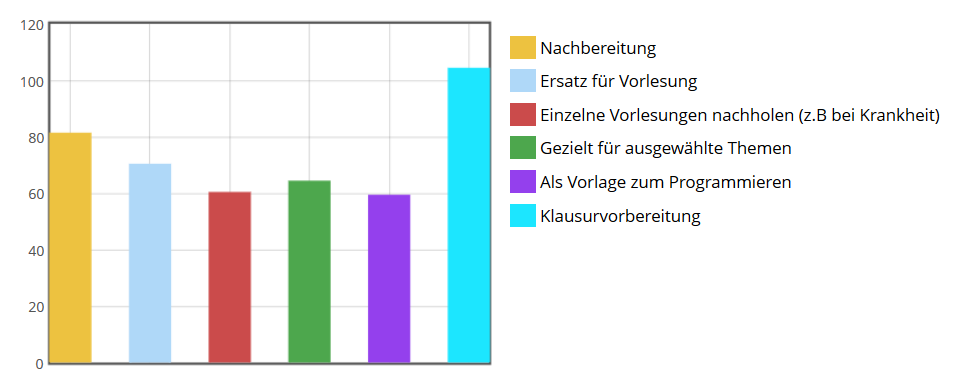 120
100
80
60
40
20
0
Nachbereitung
Ersatz für Vorlesung
Einzelne Vorlesungen nachholen (z.B bei Krankheit)
Gezielt für ausgewählte Themen
Als Vorlage zum Programmieren
Klausurvorbereitung